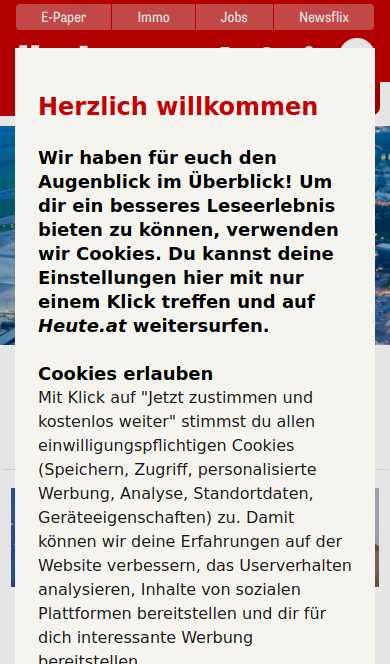 E-Paper
Immo
Jobs
Newsflix
Herzlich willkommen
Wir haben für euch den
Augenblick im Überblick! Um
dir ein besseres Leseerlebnis
bieten zu können, verwenden
wir Cookies. Du kannst deine
Einstellungen hier mit nur
einem Klick treffen und auf
Heute.at weitersurfen.
Cookies erlauben
Mit Klick auf "Jetzt zustimmen und
kostenlos weiter" stimmst du allen
einwilligungspflichtigen Cookies
(Speichern, Zugriff, personalisierte
Werbung, Analyse, Standortdaten,
Geräteeigenschaften) zu. Damit
können wir deine Erfahrungen auf der
Website verbessern, das Userverhalten
analysieren, Inhalte von sozialen
Plattformen bereitstellen und dir für
dich interessante Werbung
bereitstellen